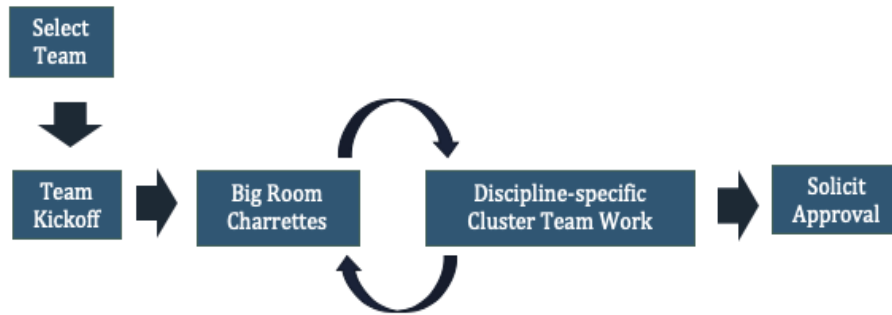 Select
Team
Team
Kickoff
Big Room
Charrettes
Discipline-specific
Cluster Team Work
Solicit
Approval